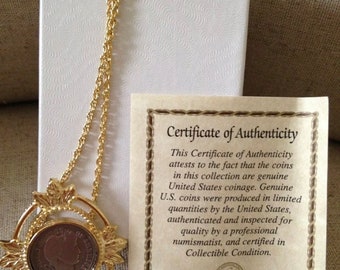 Certificate of Authenticity
This Certificate of Authenticity
attests to the fact that the coins
in this collection are genuine
United States coinage. Genuine
U.S. coins were produced in limited
quantities by the United States,
authenticated and inspected for
quality by a professional
numismatist, and certified in
Collectible Condition.